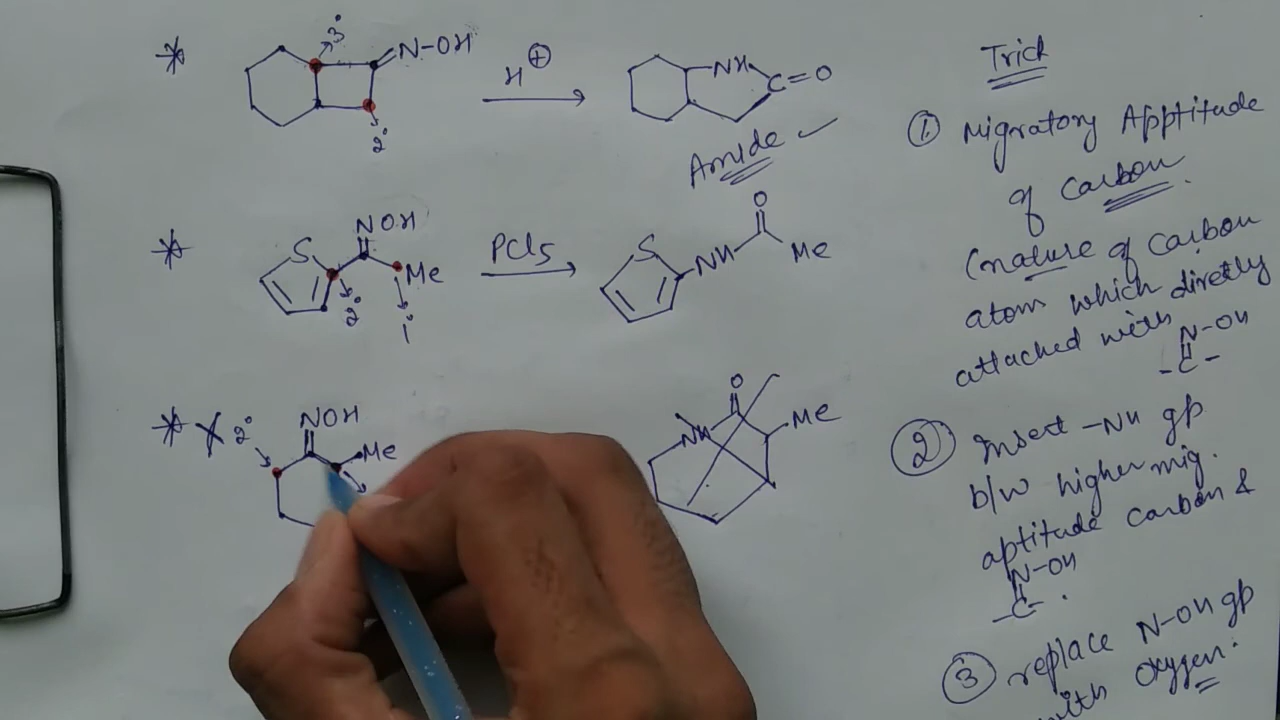 * 3° N-OH H⊕ NH C=O
2°
Amide ✓
* S NOH Me PCl5 S NH O Me
2° 1°
* X 2° NOH Me NH O Me
Trick
① Migratory Apptitude
of Carbon.
(nature of Carbon
atom which directly
attached with N-OH
-C-
② Insert -NH gp
b/w higher mig.
aptitude carbon &
N-OH
-C- .
③ replace N-OH gp
with oxygen.